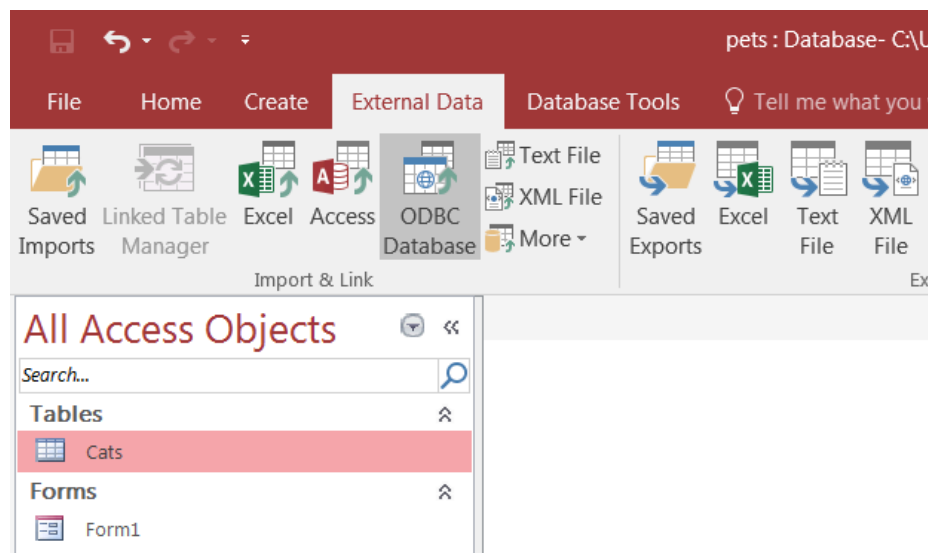 pets : Database- C:\U
File Home Create External Data Database Tools Tell me what you
Saved Imports
Linked Table Manager
Excel
Access
ODBC Database
Text File
XML File
More
Saved Exports
Excel
Text File
XML File
Import & Link
Ex
All Access Objects
Search...
Tables
Cats
Forms
Form1